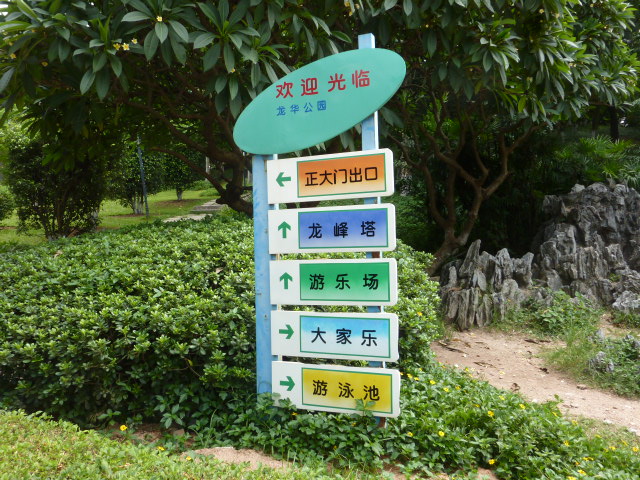 欢迎光临
龙华公园
正大门出口
龙峰塔
游乐场
大家乐
游泳池